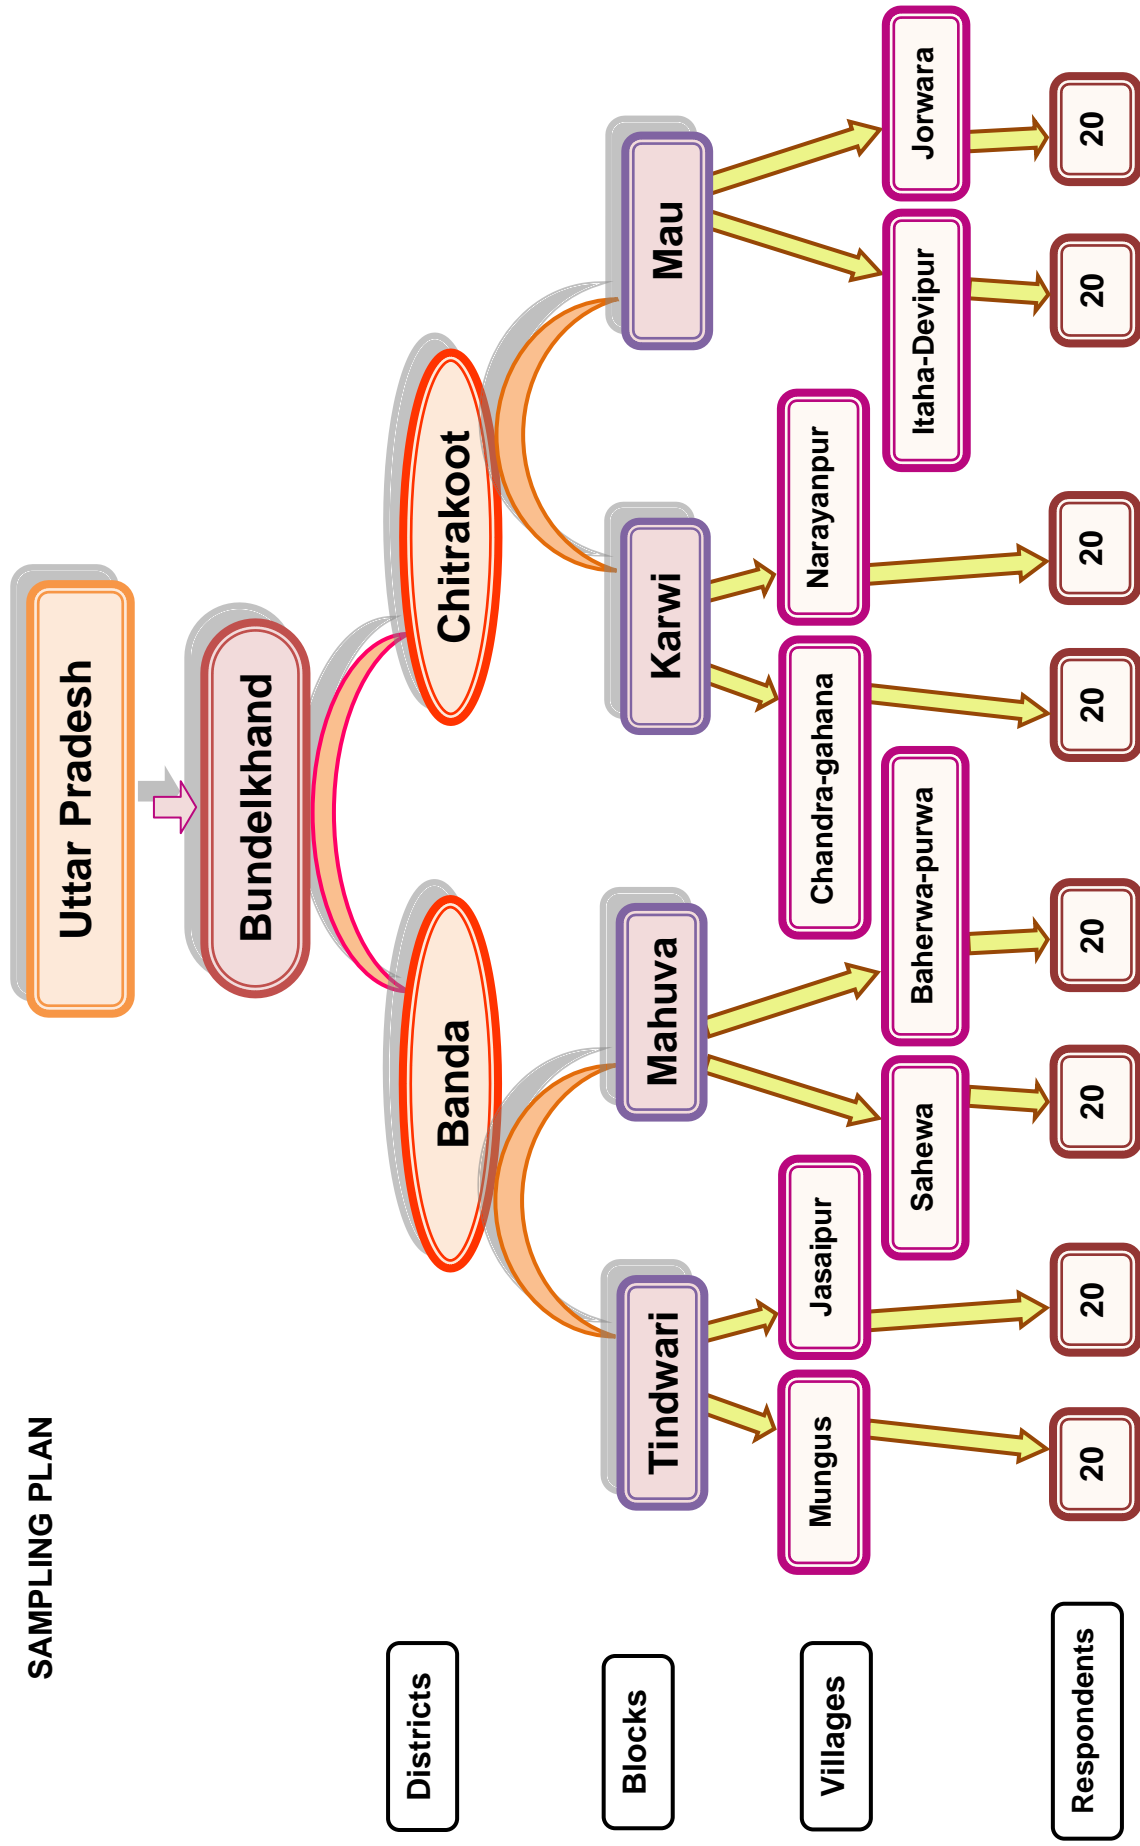 SAMPLING PLAN
Uttar Pradesh
Bundelkhand
Districts
Banda
Chitrakoot
Blocks
Tindwari
Mahuva
Karwi
Mau
Villages
Mungus
Jasaipur
Sahewa
Baherwa-purwa
Chandra-gahana
Narayanpur
Itaha-Devipur
Jorwara
Respondents
20
20
20
20
20
20
20
20